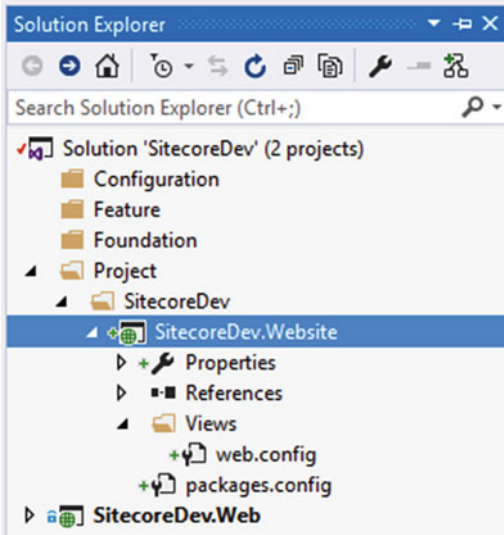 Solution Explorer
Search Solution Explorer (Ctrl+;)
Solution 'SitecoreDev' (2 projects)
Configuration
Feature
Foundation
Project
SitecoreDev
SitecoreDev.Website
Properties
References
Views
web.config
packages.config
SitecoreDev.Web